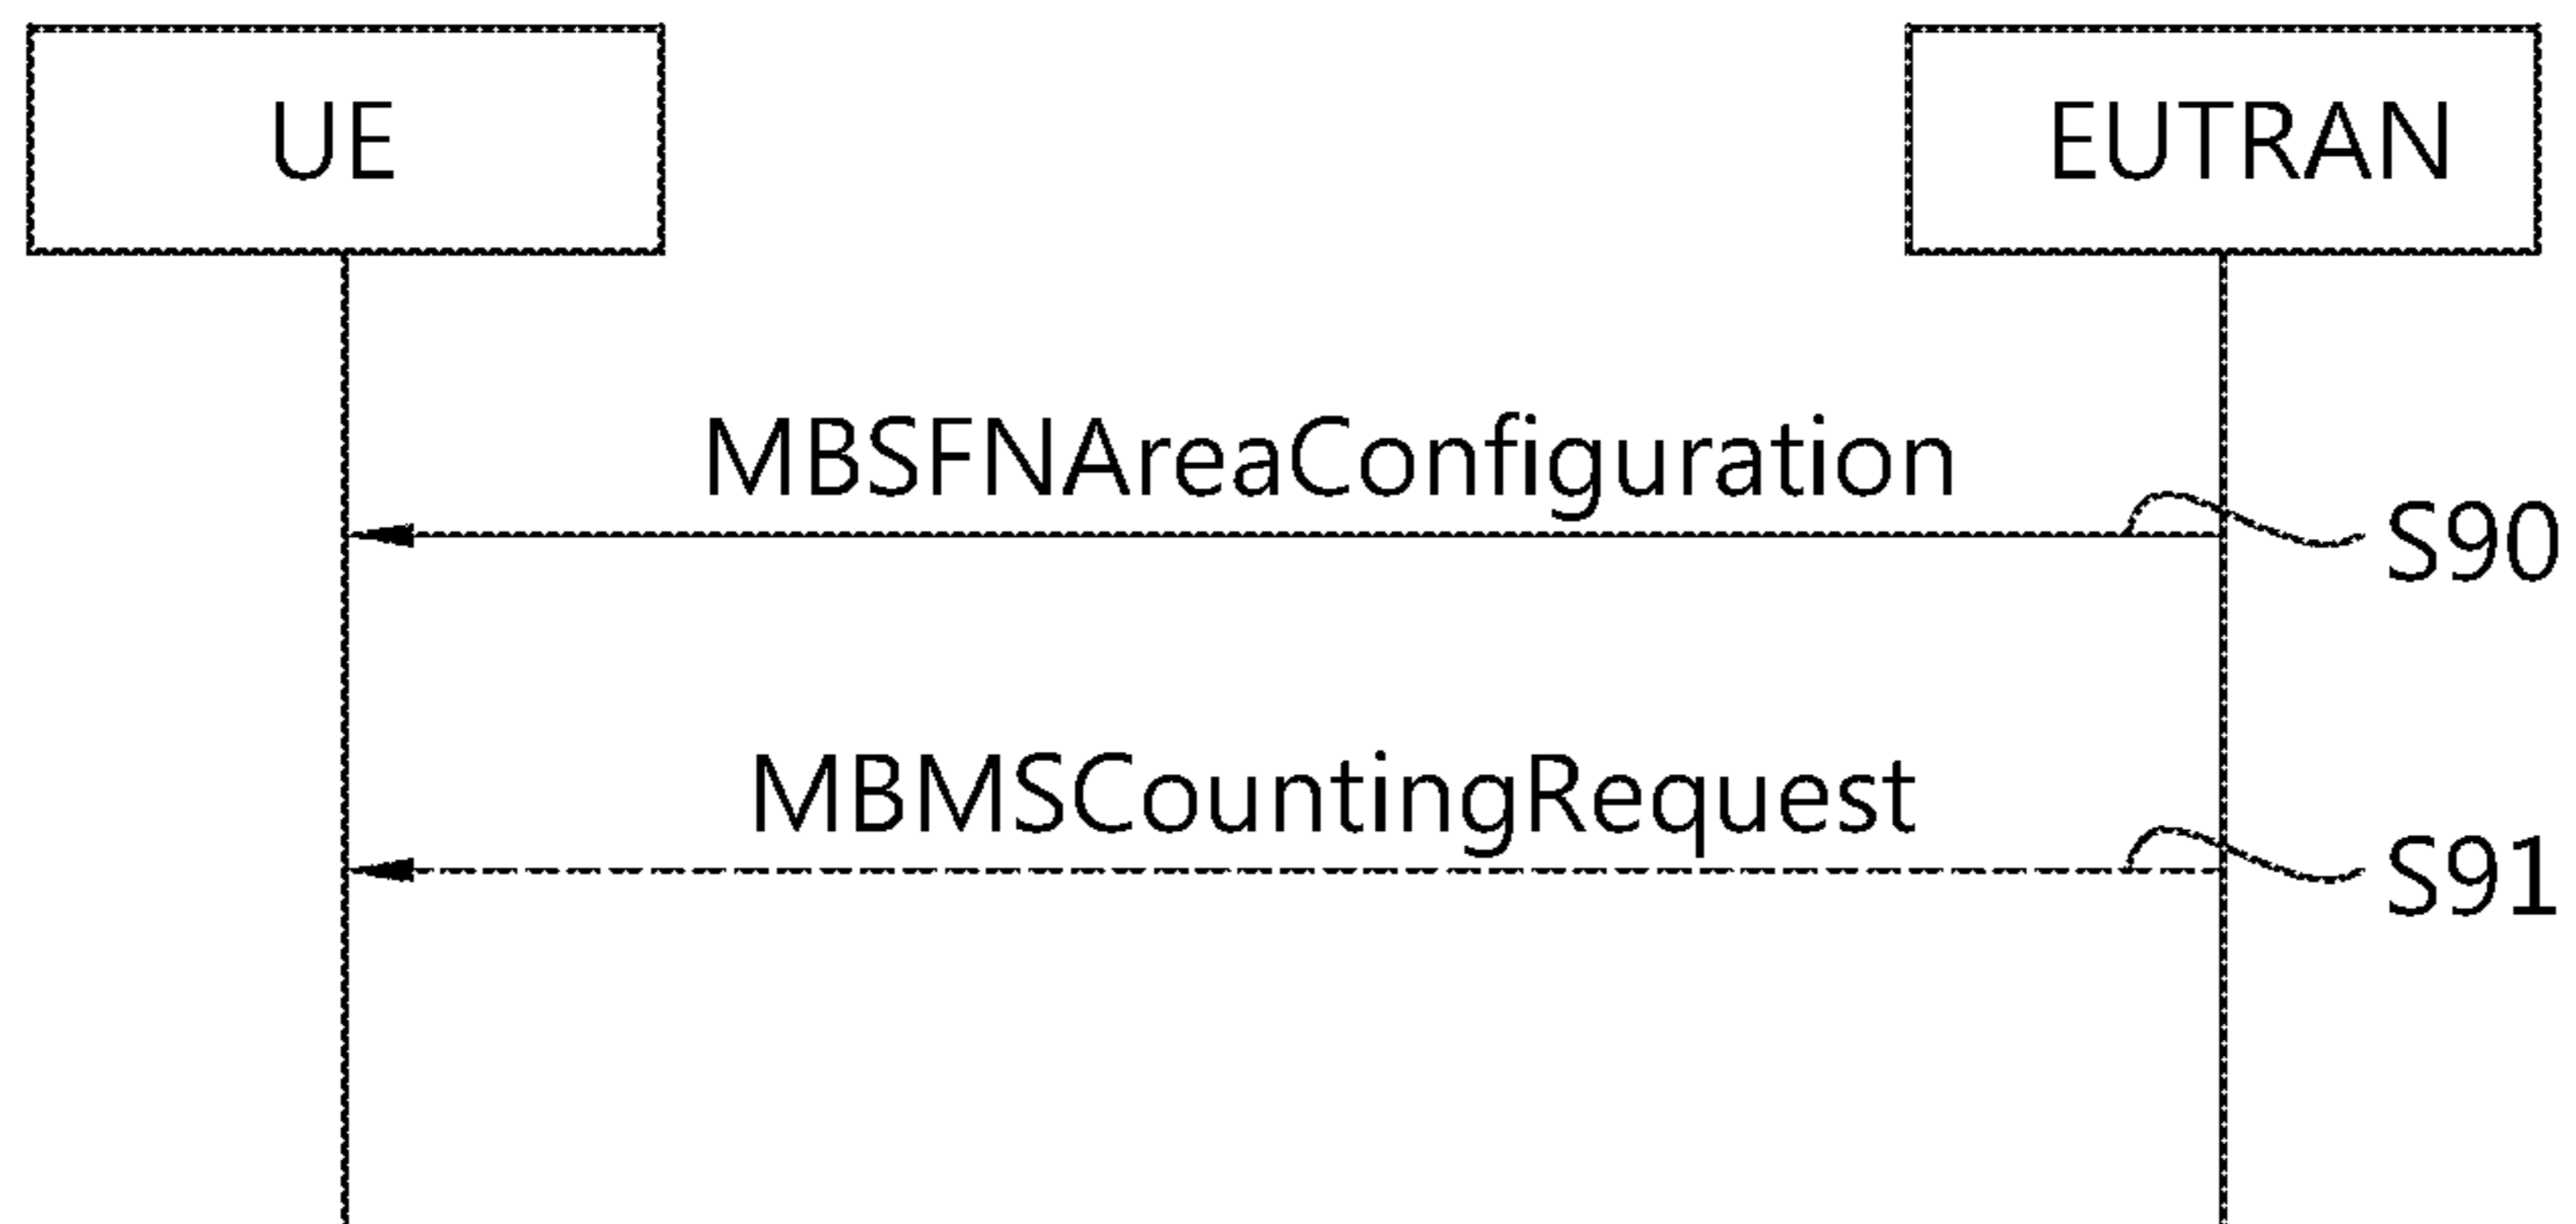 UE
EUTRAN
MBSFNAreaConfiguration
S90
MBMSCountingRequest
S91